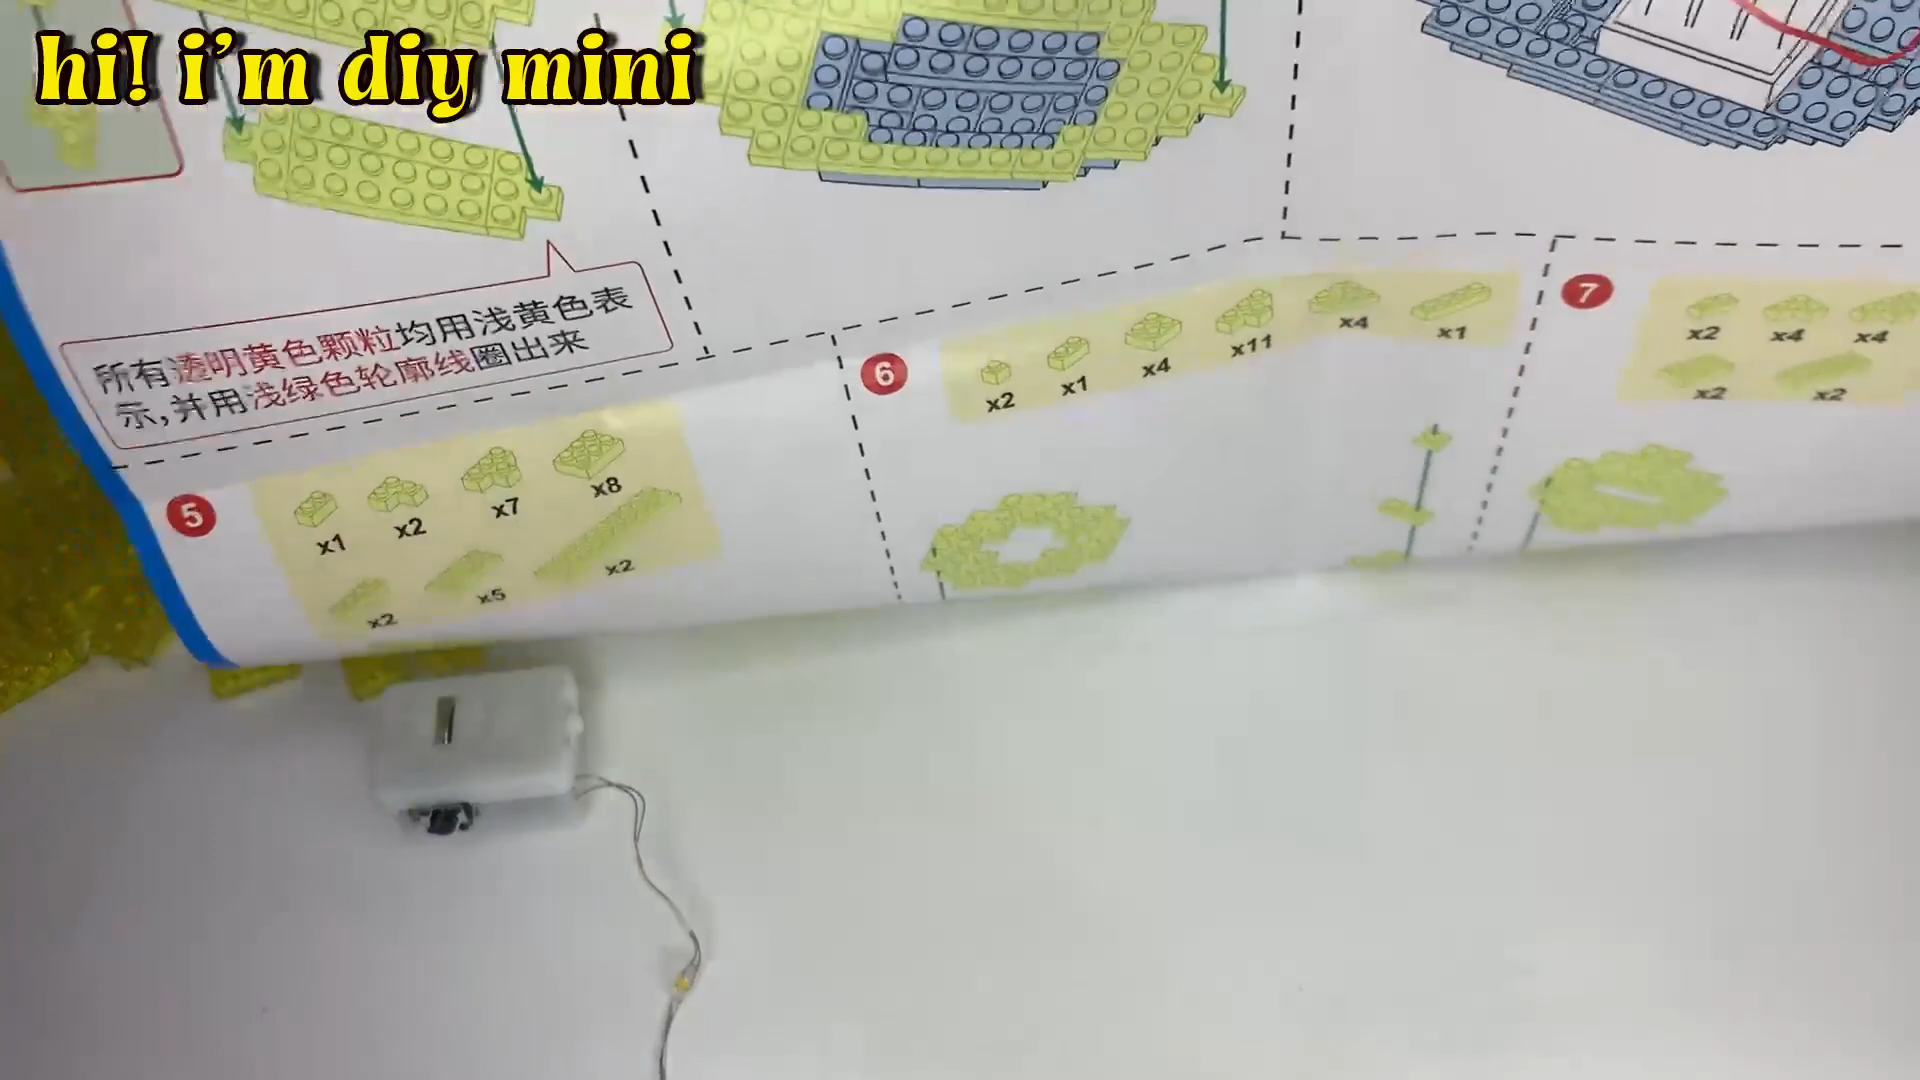 hi! i'm diy mini
所有透明黄色颗粒均用浅黄色表
示,并用浅绿色轮廓线圈出来
5
x1 x2 x7 x8
x2 x5 x2
6
x2 x1 x4 x11 x4 x1
7
x2 x4 x4
x2 x2